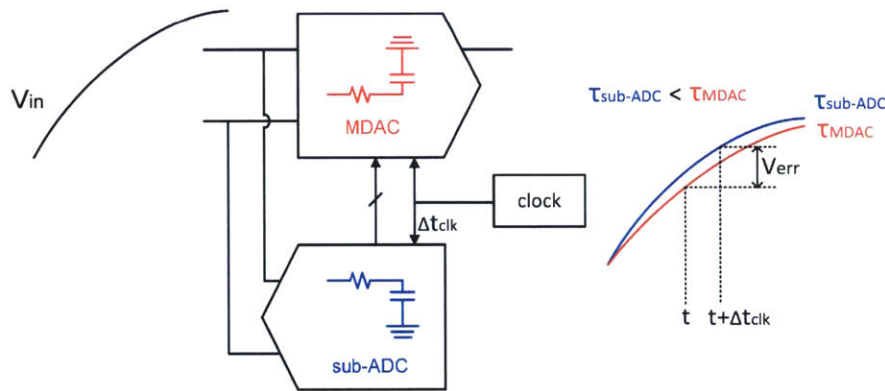 Vin
MDAC
τsub-ADC < τMDAC
τsub-ADC
τMDAC
Verr
clock
Δtclk
t
t+Δtclk
sub-ADC